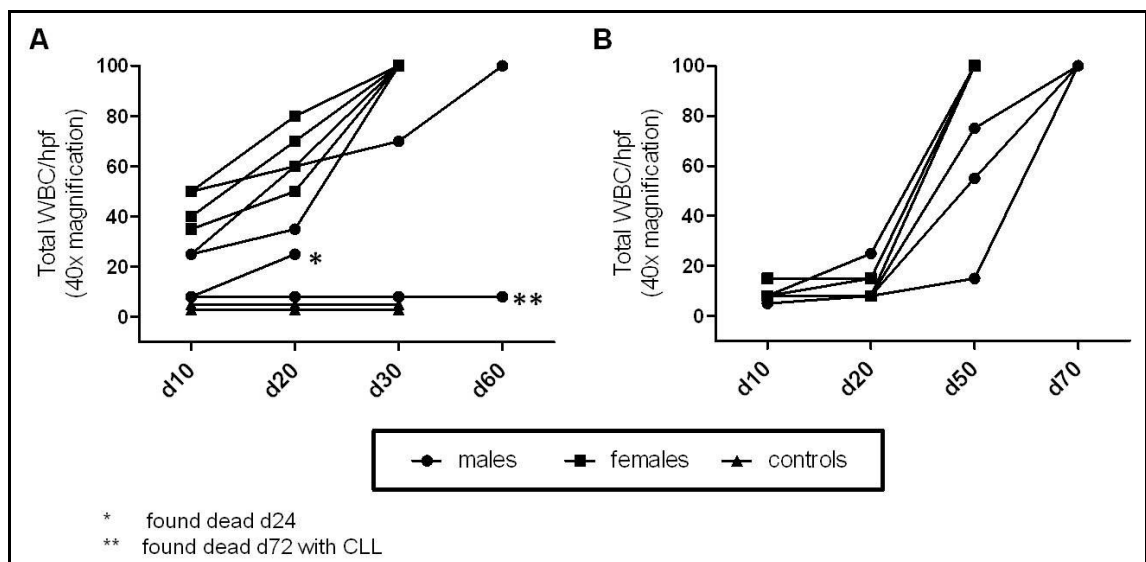 A
Total WBC/hpf
(40x magnification)
100
80
60
40
20
0
d10
d20
d30
d60
*
**
B
Total WBC/hpf
(40x magnification)
100
80
60
40
20
0
d10
d20
d50
d70
males
females
controls
* found dead d24
** found dead d72 with CLL